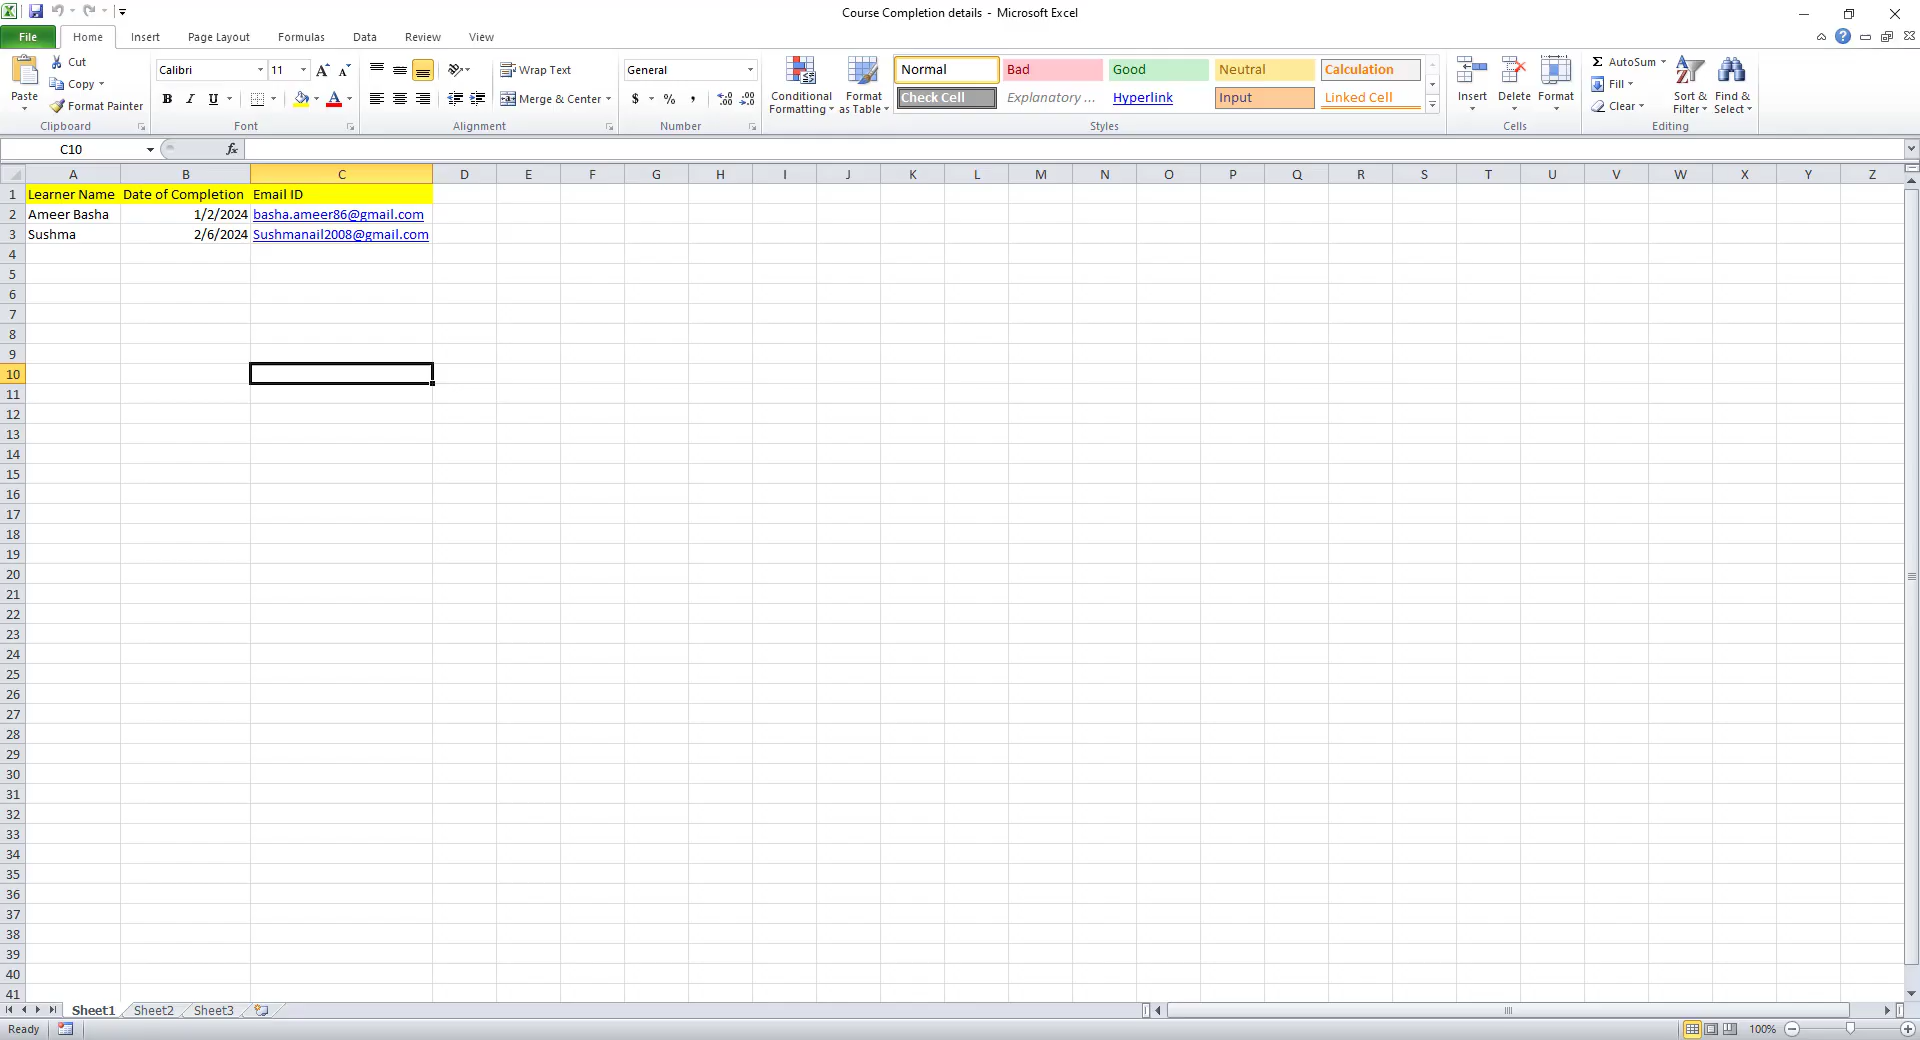 Course Completion details - Microsoft Excel
File Home Insert Page Layout Formulas Data Review View
Paste
Cut
Copy
Format Painter
Clipboard
Calibri 11
B I U
A
Font
Wrap Text
Merge & Center
Alignment
General
$ % ,
Number
Conditional Formatting
Format as Table
Normal Bad Good Neutral Calculation
Check Cell Explanatory ... Hyperlink Input Linked Cell
Styles
Insert Delete Format
Cells
Σ AutoSum
Fill
Clear
Sort & Filter
Find & Select
Editing
C10 fx
A B C D E F G H I J K L M N O P Q R S T U V W X Y Z
1 Learner Name Date of Completion Email ID
2 Ameer Basha 1/2/2024 basha.ameer86@gmail.com
3 Sushma 2/6/2024 Sushmanail2008@gmail.com
4
5
6
7
8
9
10
11
12
13
14
15
16
17
18
19
20
21
22
23
24
25
26
27
28
29
30
31
32
33
34
35
36
37
38
39
40
41
Sheet1 Sheet2 Sheet3
Ready 100%